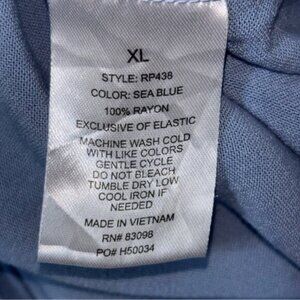 XL
STYLE: RP438
COLOR: SEA BLUE
100% RAYON
EXCLUSIVE OF ELASTIC
MACHINE WASH COLD
WITH LIKE COLORS
GENTLE CYCLE
DO NOT BLEACH
TUMBLE DRY LOW
COOL IRON IF
NEEDED
MADE IN VIETNAM
RN# 83098
PO# H50034